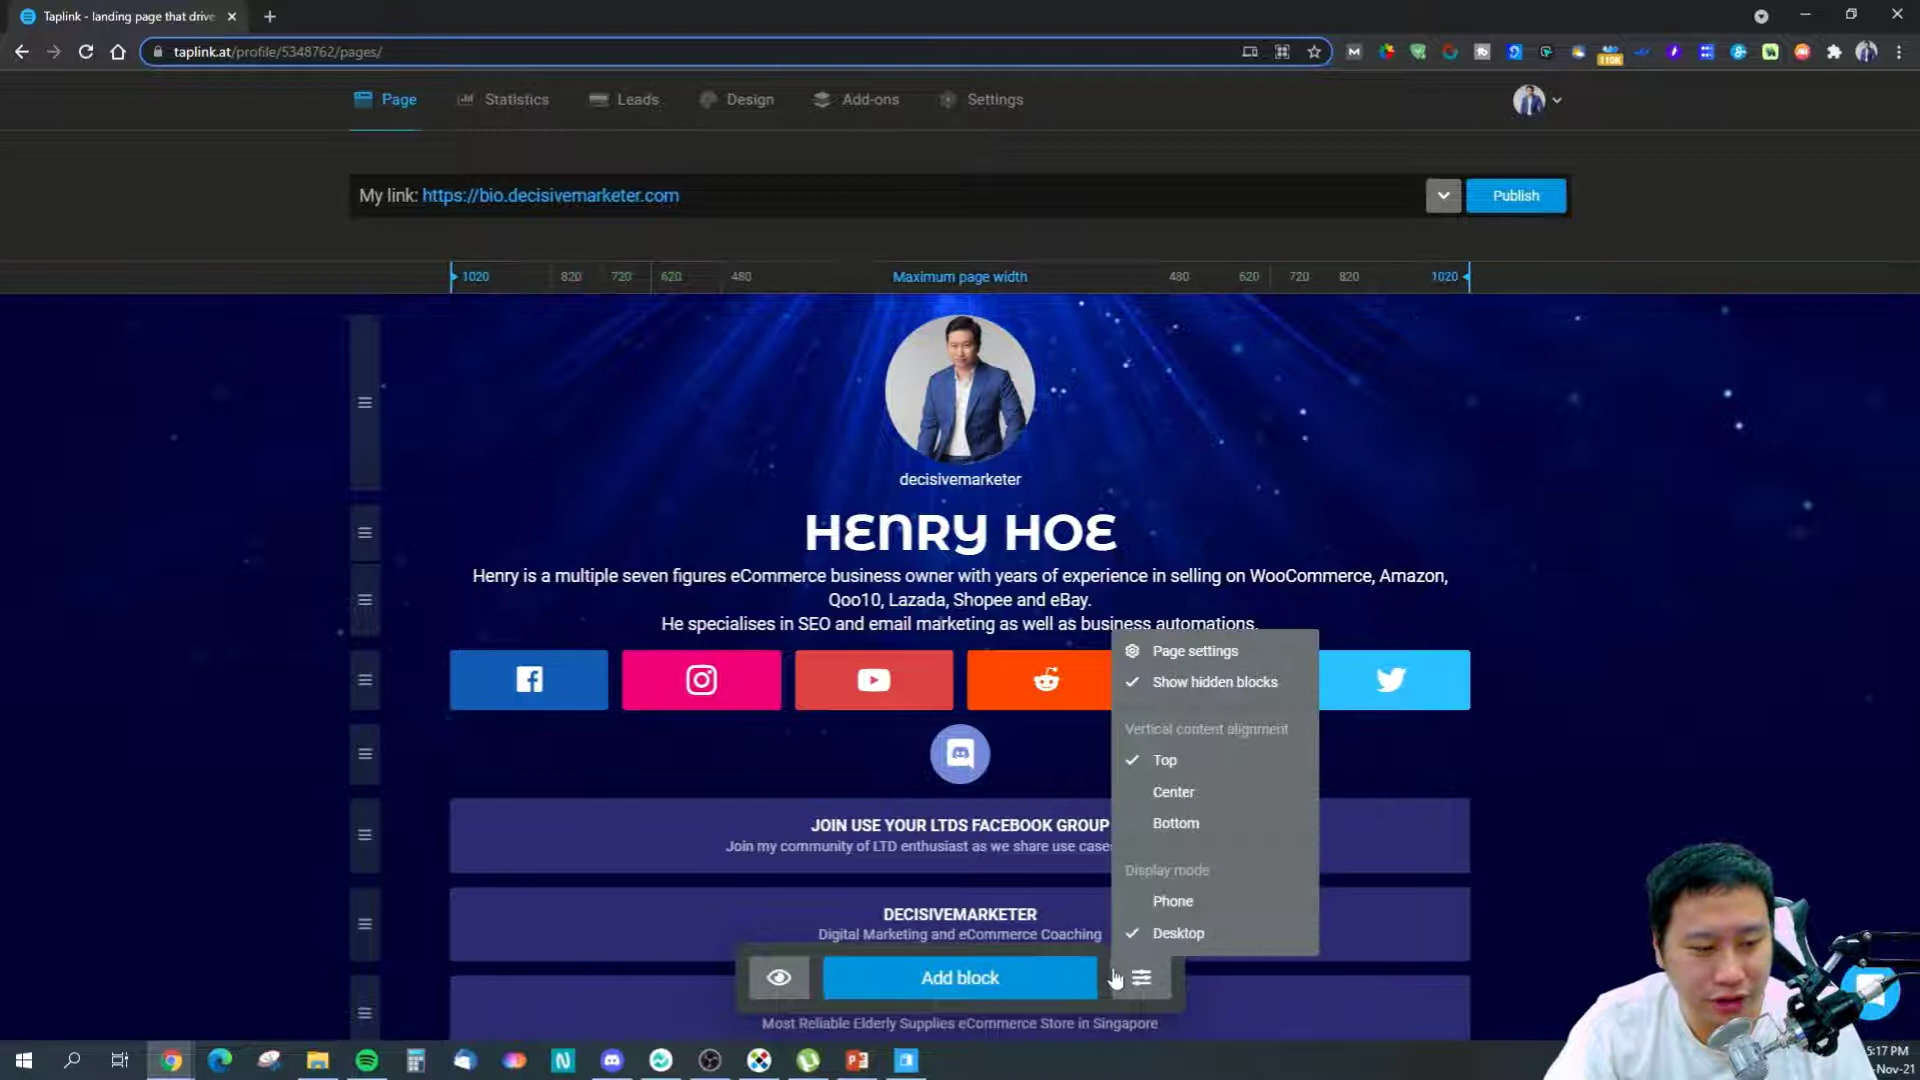 Taplink - landing page that drive
taplink.at/profile/5348762/pages/
110K
Page
Statistics
Leads
Design
Add-ons
Settings
My link: https://bio.decisivemarketer.com
Publish
1020 820 720 620 480 Maximum page width 480 620 720 820 1020
decisivemarketer
HENRY HOE
Henry is a multiple seven figures eCommerce business owner with years of experience in selling on WooCommerce, Amazon,
Qoo10, Lazada, Shopee and eBay.
He specialises in SEO and email marketing as well as business automations.
Page settings
Show hidden blocks
Vertical content alignment
Top
Center
Bottom
Display mode
Phone
Desktop
JOIN USE YOUR LTDS FACEBOOK GROUP
Join my community of LTD enthusiast as we share use cases
DECISIVEMARKETER
Digital Marketing and eCommerce Coaching
Add block
Most Reliable Elderly Supplies eCommerce Store in Singapore
5:17 PM
-Nov-21